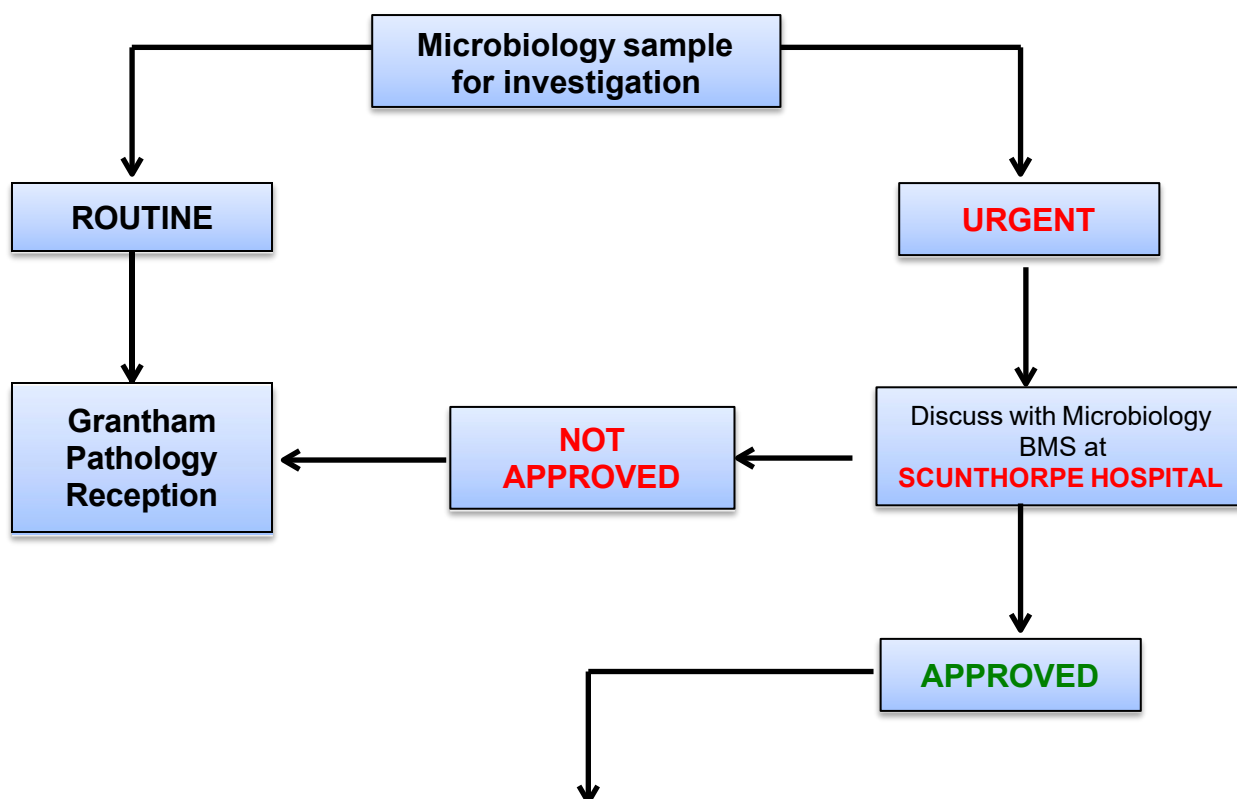 Microbiology sample
for investigation
ROUTINE
URGENT
Grantham
Pathology
Reception
NOT
APPROVED
Discuss with Microbiology
BMS at
SCUNTHORPE HOSPITAL
APPROVED